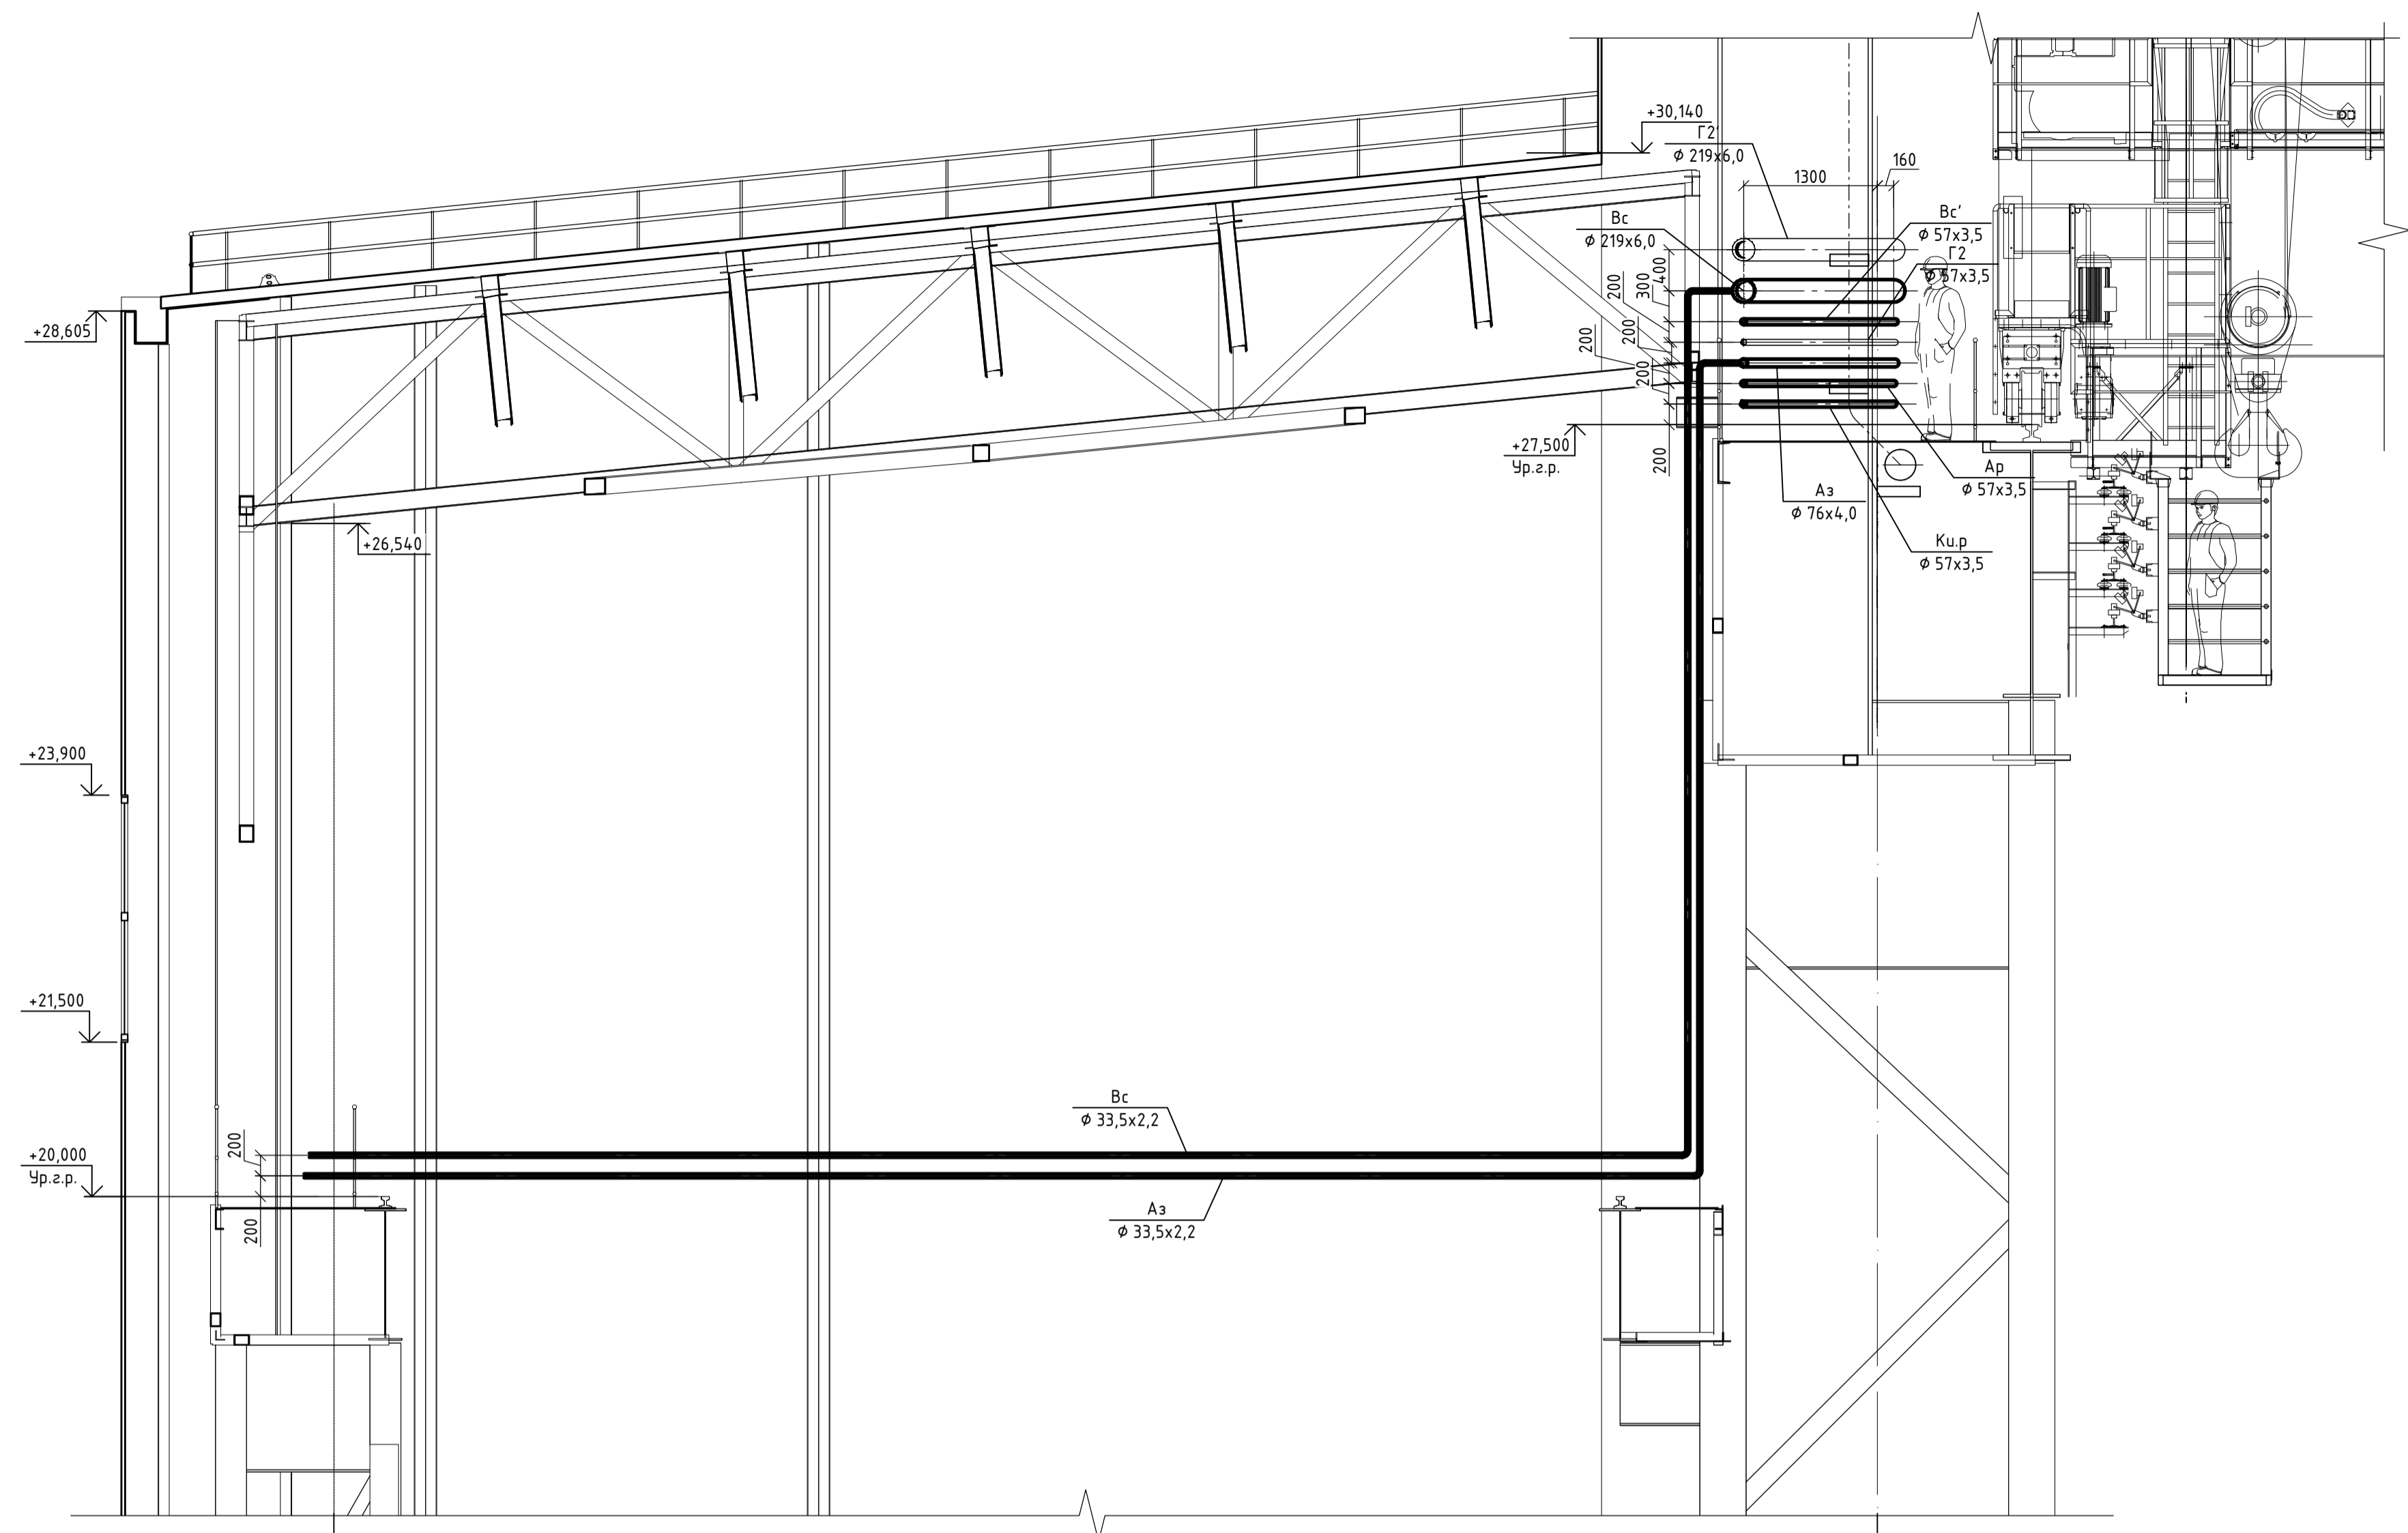 +30,140
Г2'
ϕ 219х6,0
160
1300
Вс
ϕ 219х6,0
Вс'
ϕ 57х3,5
Г2
ϕ 57х3,5
400
300
200
200
200
200
200
+28,605
+27,500
Ур.г.р.
Ар
ϕ 57х3,5
Аз
ϕ 76х4,0
Ки.р
ϕ 57х3,5
+26,540
+23,900
+21,500
Вс
ϕ 33,5х2,2
200
+20,000
Ур.г.р.
200
Аз
ϕ 33,5х2,2